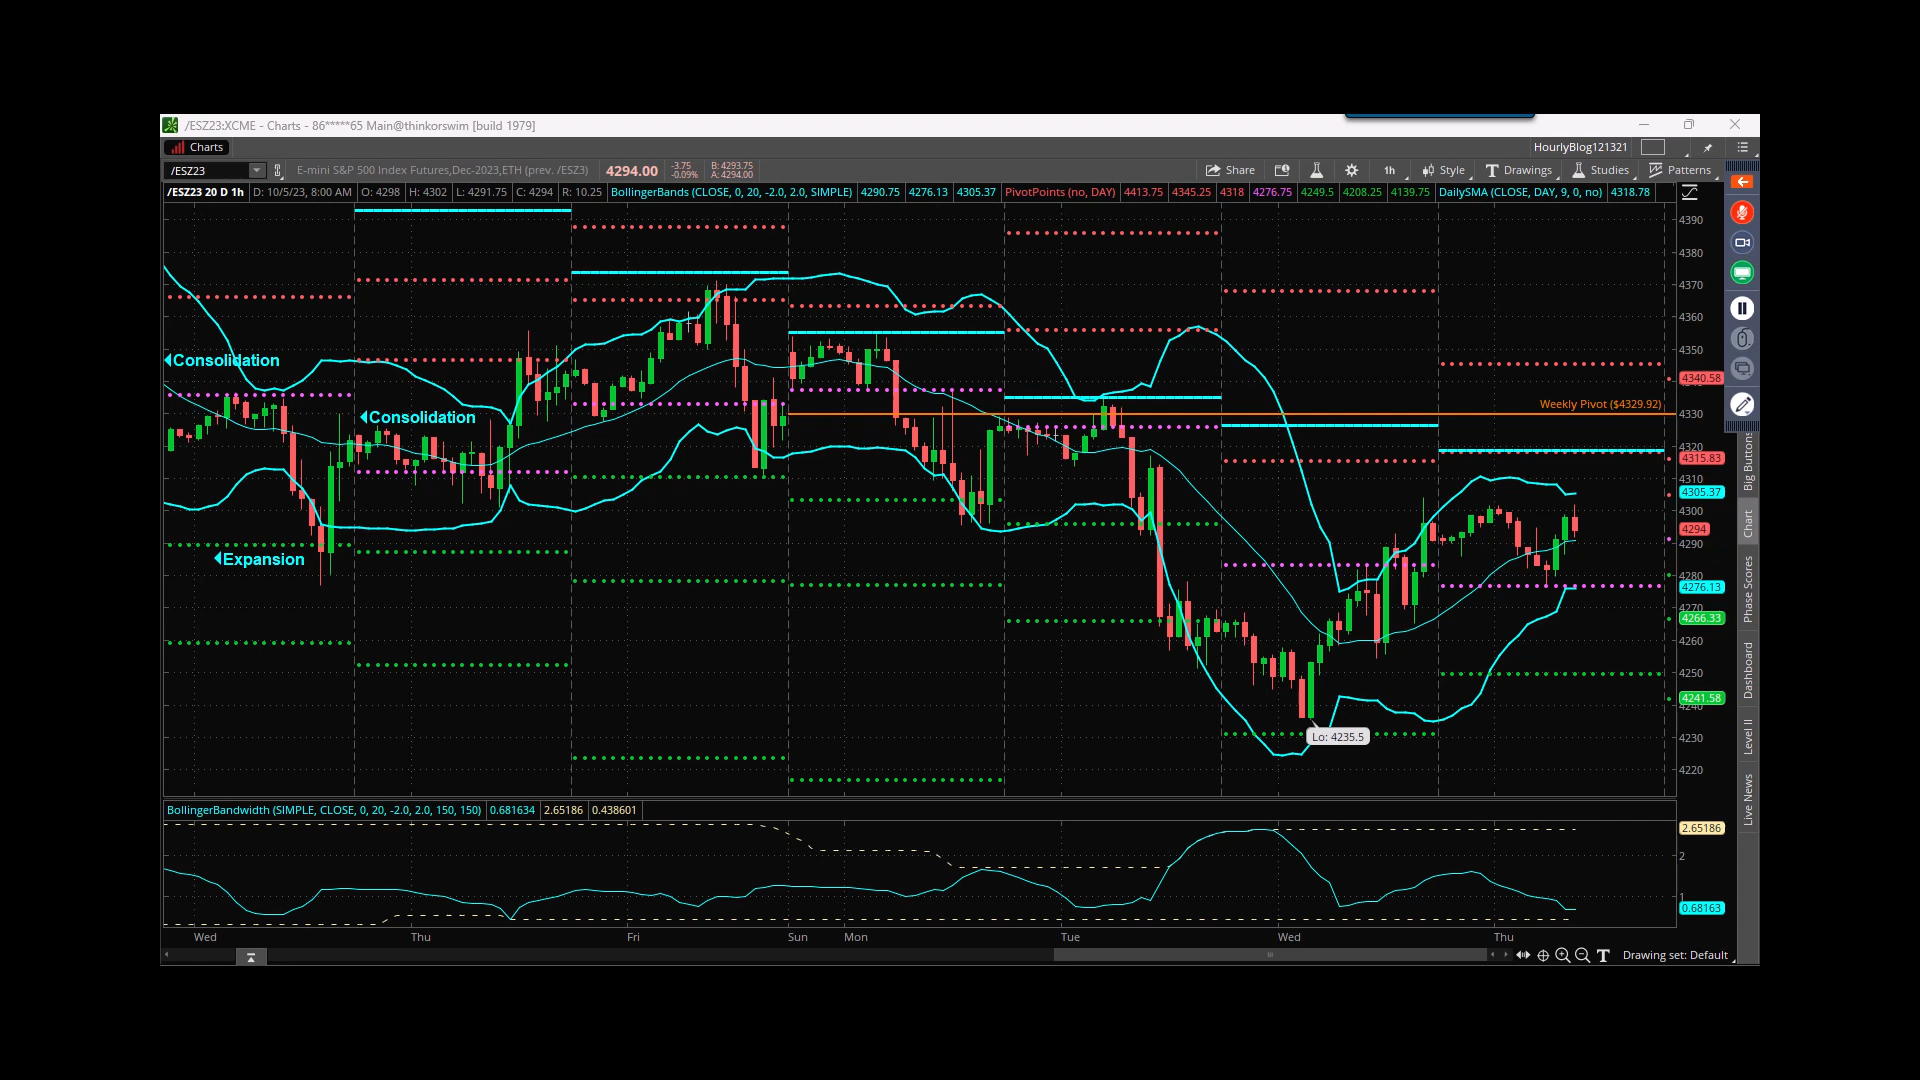 /ESZ23:XCME - Charts - 86*****65 Main@thinkorswim [build 1979]
Charts
HourlyBlog121321
/ESZ23
E-mini S&P 500 Index Futures,Dec-2023,ETH (prev. /ESZ3)
4294.00
-3.75
-0.09%
B: 4293.75
A: 4294.00
Share
1h
Style
Drawings
Studies
Patterns
/ESZ23 20 D 1h
D: 10/5/23, 8:00 AM
O: 4298
H: 4302
L: 4291.75
C: 4294
R: 10.25
BollingerBands (CLOSE, 0, 20, -2.0, 2.0, SIMPLE)
4290.75
4276.13
4305.37
PivotPoints (no, DAY)
4413.75
4345.25
4318
4276.75
4249.5
4208.25
4139.75
DailySMA (CLOSE, DAY, 9, 0, no)
4318.78
Consolidation
Consolidation
Expansion
Weekly Pivot ($4329.92)
Lo: 4235.5
4390
4380
4370
4360
4350
4340.58
4330
4320
4315.83
4310
4305.37
4300
4294
4290
4280
4276.13
4270
4266.33
4260
4250
4241.58
4240
4230
4220
Big Buttons
Chart
Phase Scores
Dashboard
Level II
Live News
BollingerBandwidth (SIMPLE, CLOSE, 0, 20, -2.0, 2.0, 150, 150)
0.681634
2.65186
0.438601
2.65186
2
1
0.68163
Wed
Thu
Fri
Sun
Mon
Tue
Wed
Thu
Drawing set: Default